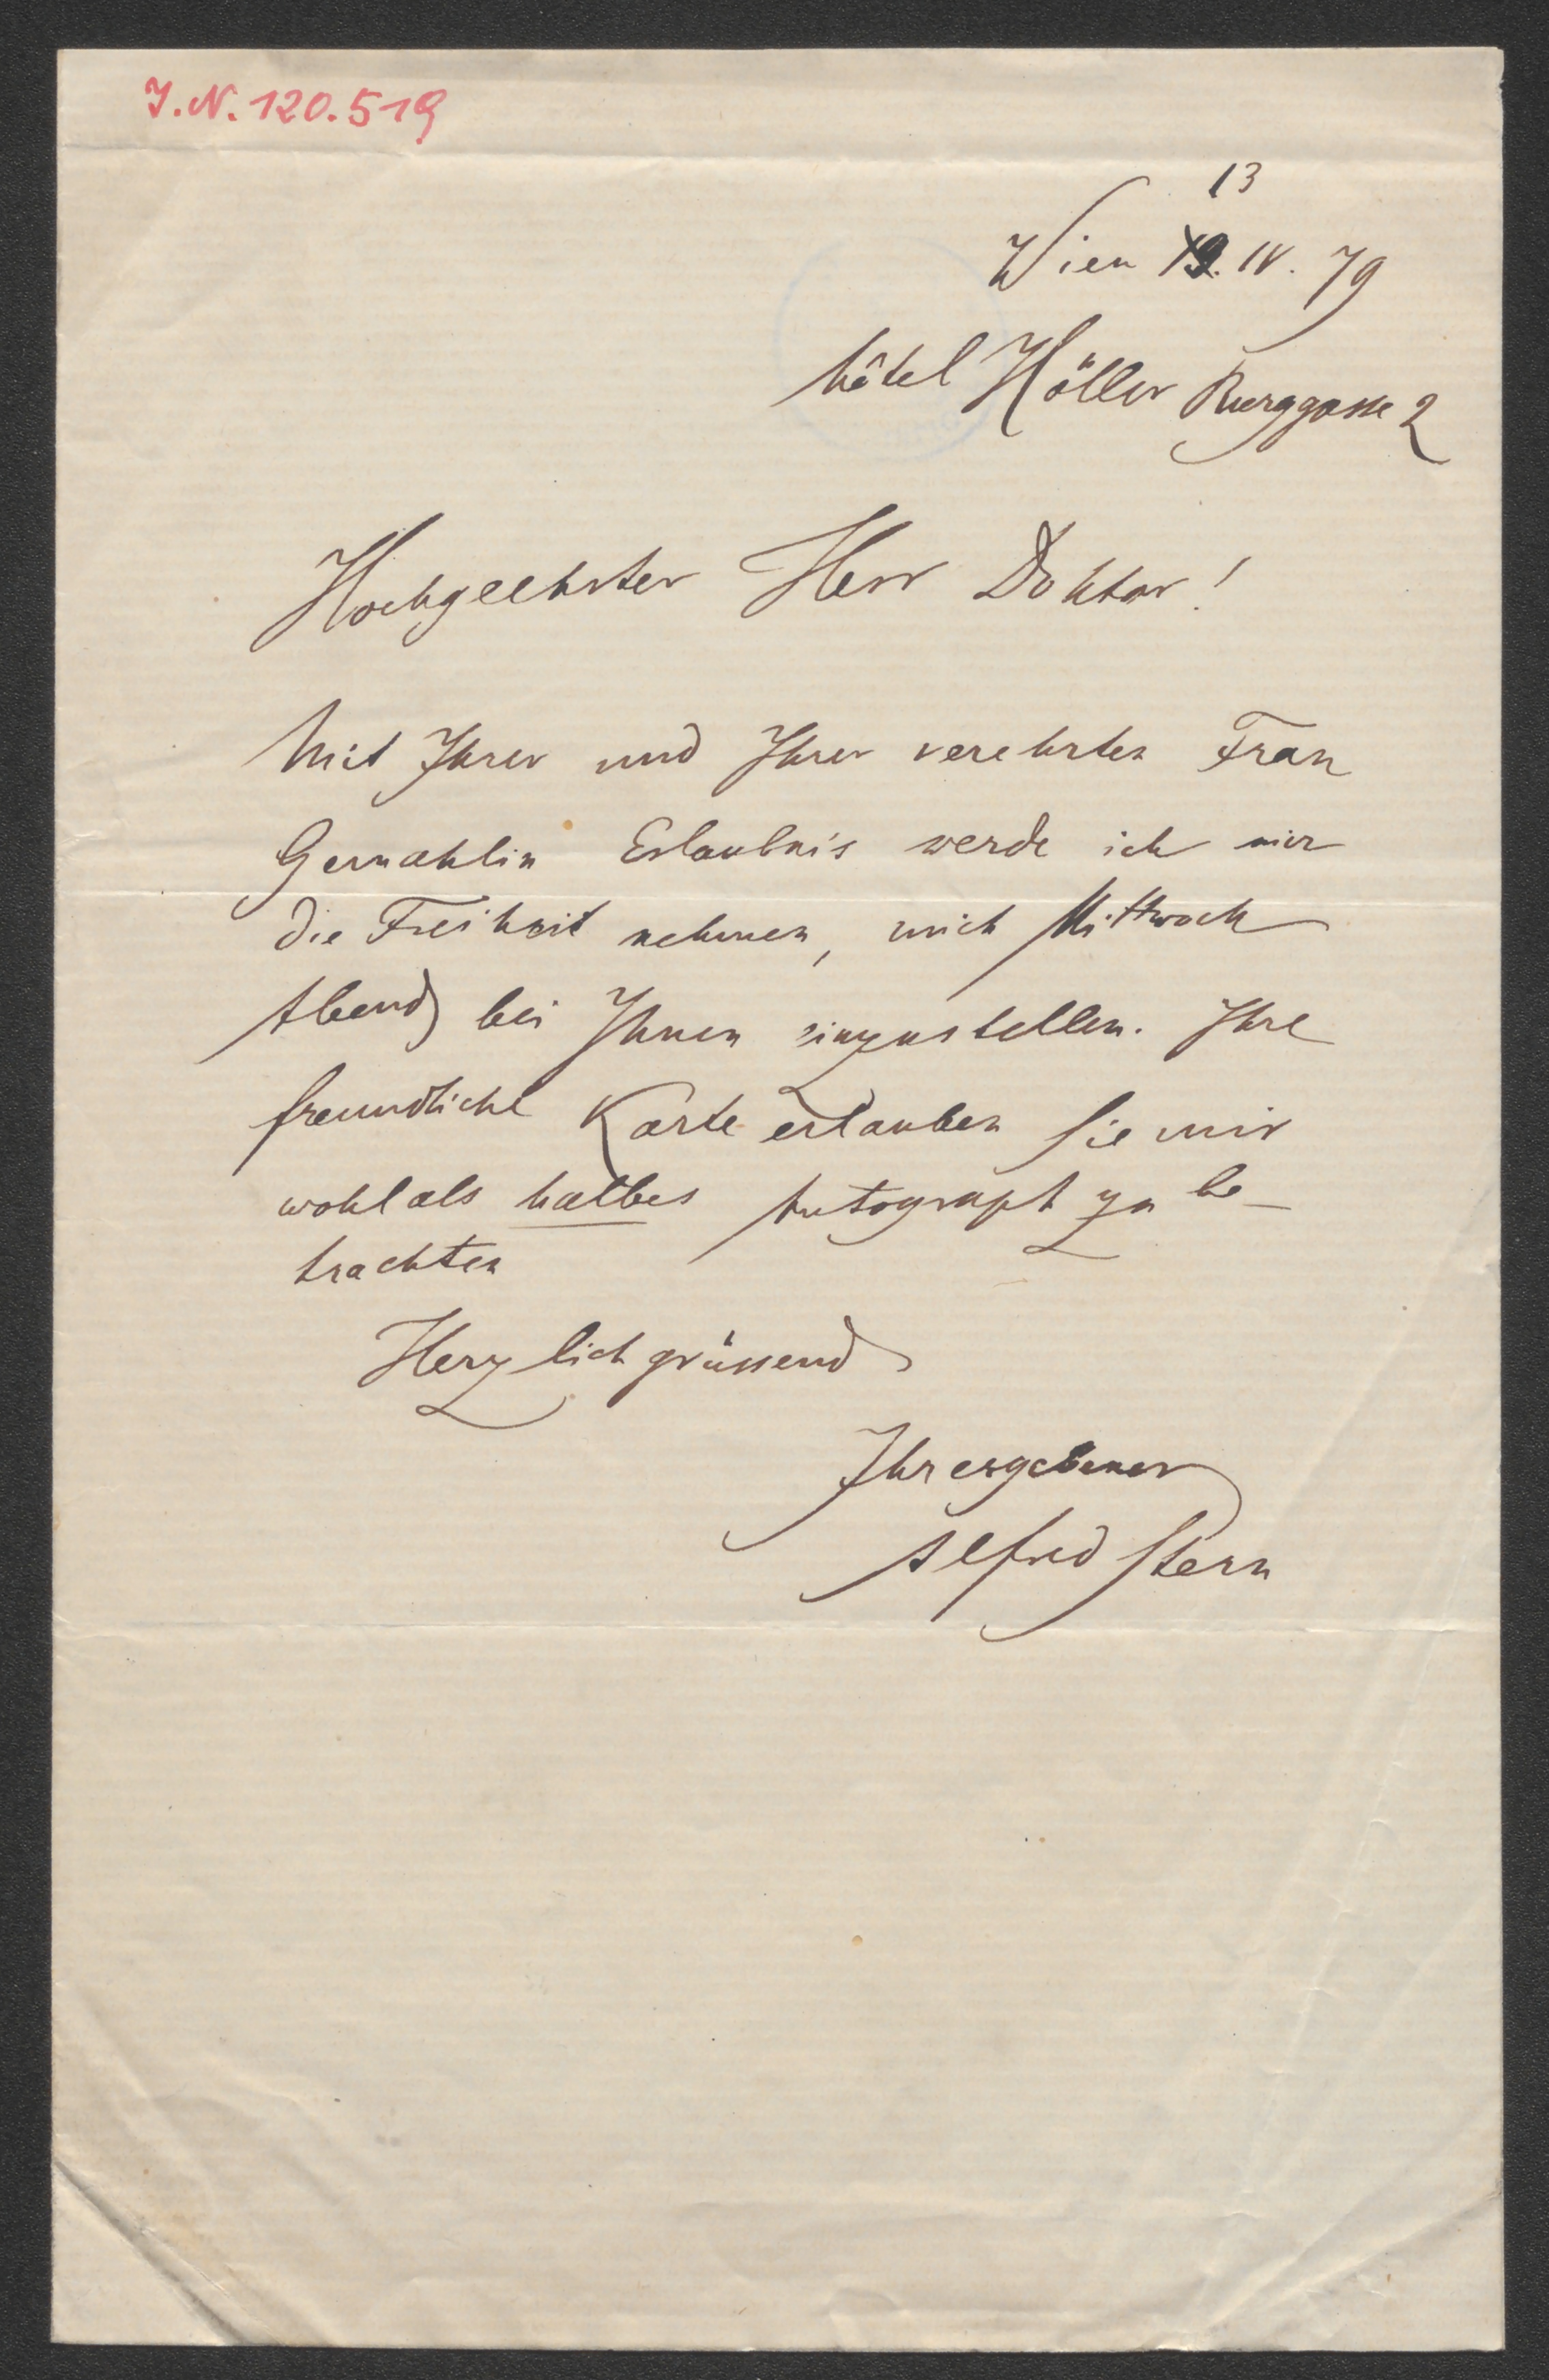 J.N. 120.519
13
Wien 19. IV. 79
hôtel Höller Burggasse 2
Hochgeehrter Herr Doktor!
Mit Ihrer und Ihrer verehrten Frau
Gemahlin Erlaubnis werde ich mir
die Freiheit nehmen, mich Mittwoch
Abend bei Ihnen einzustellen. Ihre
freundliche Karte erlauben Sie mir
wohl als halbes Autograph zu be-
trachten
Herzlich grüssend
Ihr ergebener
Alfred Stern